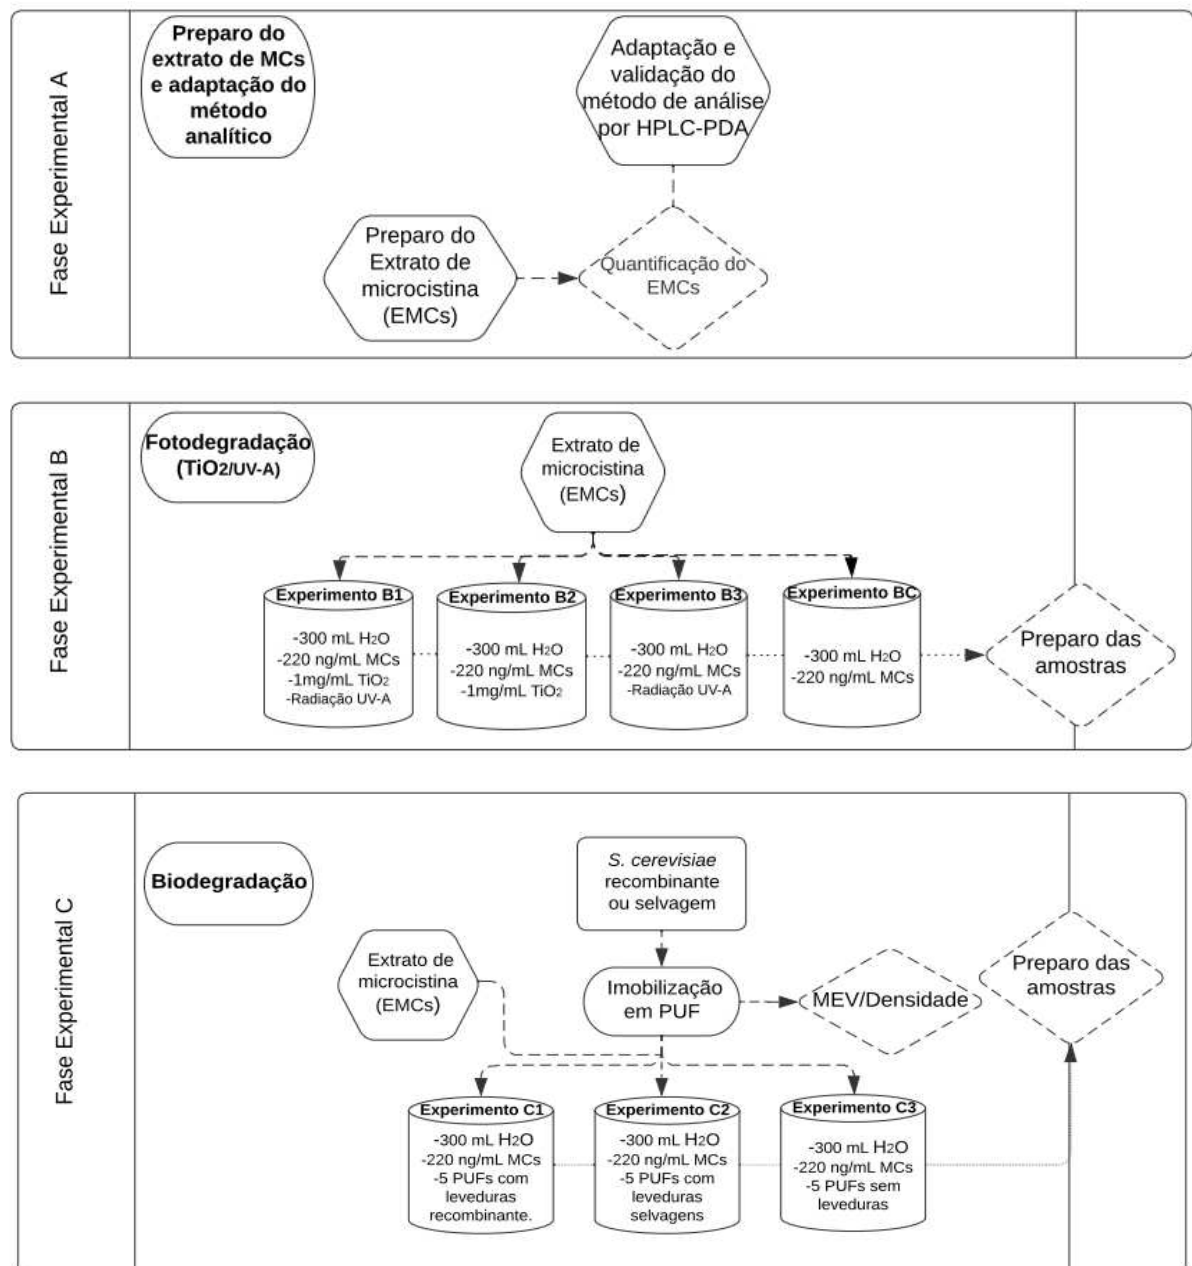 Fase Experimental A
Preparo do
extrato de MCs
e adaptação do
método
analítico
Adaptação e
validação do
método de análise
por HPLC-PDA
Preparo do
Extrato de
microcistina
(EMCs)
Quantificação do
EMCs
Fase Experimental B
Fotodegradação
(TiO2/UV-A)
Extrato de
microcistina
(EMCs)
Experimento B1
-300 mL H2O
-220 ng/mL MCs
-1mg/mL TiO2
-Radiação UV-A
Experimento B2
-300 mL H2O
-220 ng/mL MCs
-1mg/mL TiO2
Experimento B3
-300 mL H2O
-220 ng/mL MCs
-Radiação UV-A
Experimento BC
-300 mL H2O
-220 ng/mL MCs
Preparo das
amostras
Fase Experimental C
Biodegradação
S. cerevisiae
recombinante
ou selvagem
Extrato de
microcistina
(EMCs)
Imobilização
em PUF
MEV/Densidade
Preparo das
amostras
Experimento C1
-300 mL H2O
-220 ng/mL MCs
-5 PUFs com
leveduras
recombinante.
Experimento C2
-300 mL H2O
-220 ng/mL MCs
-5 PUFs com
leveduras
selvagens
Experimento C3
-300 mL H2O
-220 ng/mL MCs
-5 PUFs sem
leveduras